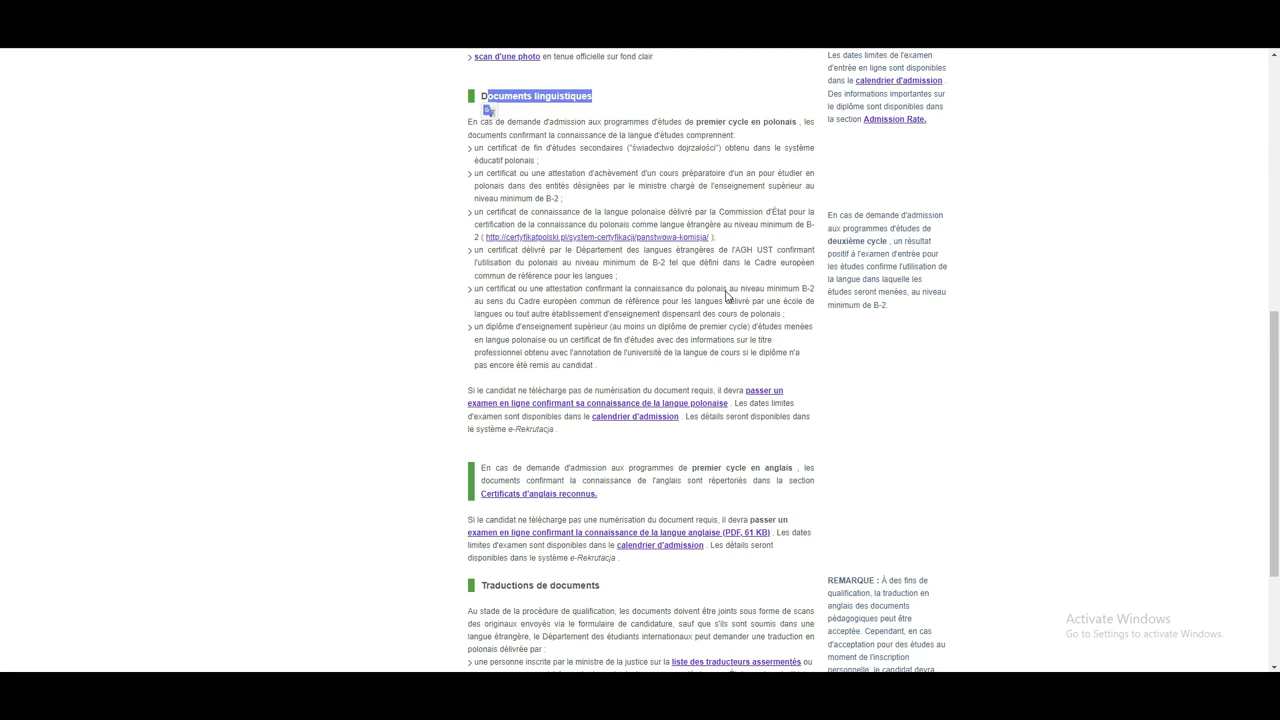 scan d'une photo en tenue officielle sur fond clair
Documents linguistiques
En cas de demande d'admission aux programmes d'études de premier cycle en polonais , les
documents confirmant la connaissance de la langue d'études comprennent:
un certificat de fin d'études secondaires ("świadectwo dojrzałości") obtenu dans le système
éducatif polonais ;
un certificat ou une attestation d'achèvement d'un cours préparatoire d'un an pour étudier en
polonais dans des entités désignées par le ministre chargé de l'enseignement supérieur au
niveau minimum de B-2 ;
un certificat de connaissance de la langue polonaise délivré par la Commission d'État pour la
certification de la connaissance du polonais comme langue étrangère au niveau minimum de B-
2 ( http://certyfikatpolski.pl/system-certyfikacji/panstwowa-komisja/ );
un certificat délivré par le Département des langues étrangères de l'AGH UST confirmant
l'utilisation du polonais au niveau minimum de B-2 tel que défini dans le Cadre européen
commun de référence pour les langues ;
un certificat ou une attestation confirmant la connaissance du polonais au niveau minimum B-2
au sens du Cadre européen commun de référence pour les langues délivré par une école de
langues ou tout autre établissement d'enseignement dispensant des cours de polonais ;
un diplôme d'enseignement supérieur (au moins un diplôme de premier cycle) d'études menées
en langue polonaise ou un certificat de fin d'études avec des informations sur le titre
professionnel obtenu avec l'annotation de l'université de la langue de cours si le diplôme n'a
pas encore été remis au candidat .
Si le candidat ne télécharge pas de numérisation du document requis, il devra passer un
examen en ligne confirmant sa connaissance de la langue polonaise . Les dates limites
d'examen sont disponibles dans le calendrier d'admission . Les détails seront disponibles dans
le système e-Rekrutacja .
En cas de demande d'admission aux programmes de premier cycle en anglais , les
documents confirmant la connaissance de l'anglais sont répertoriés dans la section
Certificats d'anglais reconnus.
Si le candidat ne télécharge pas une numérisation du document requis, il devra passer un
examen en ligne confirmant la connaissance de la langue anglaise (PDF, 61 KB) . Les dates
limites d'examen sont disponibles dans le calendrier d'admission . Les détails seront
disponibles dans le système e-Rekrutacja .
Traductions de documents
Au stade de la procédure de qualification, les documents doivent être joints sous forme de scans
des originaux envoyés via le formulaire de candidature, sauf que s'ils sont soumis dans une
langue étrangère, le Département des étudiants internationaux peut demander une traduction en
polonais délivrée par :
une personne inscrite par le ministre de la justice sur la liste des traducteurs assermentés ou
Les dates limites de l'examen
d'entrée en ligne sont disponibles
dans le calendrier d'admission .
Des informations importantes sur
le diplôme sont disponibles dans
la section Admission Rate.
En cas de demande d'admission
aux programmes d'études de
deuxième cycle , un résultat
positif à l'examen d'entrée pour
les études confirme l'utilisation de
la langue dans laquelle les
études seront menées, au niveau
minimum de B-2.
REMARQUE : À des fins de
qualification, la traduction en
anglais des documents
pédagogiques peut être
acceptée. Cependant, en cas
d'acceptation pour des études au
moment de l'inscription
personnelle, le candidat devra
Activate Windows
Go to Settings to activate Windows.